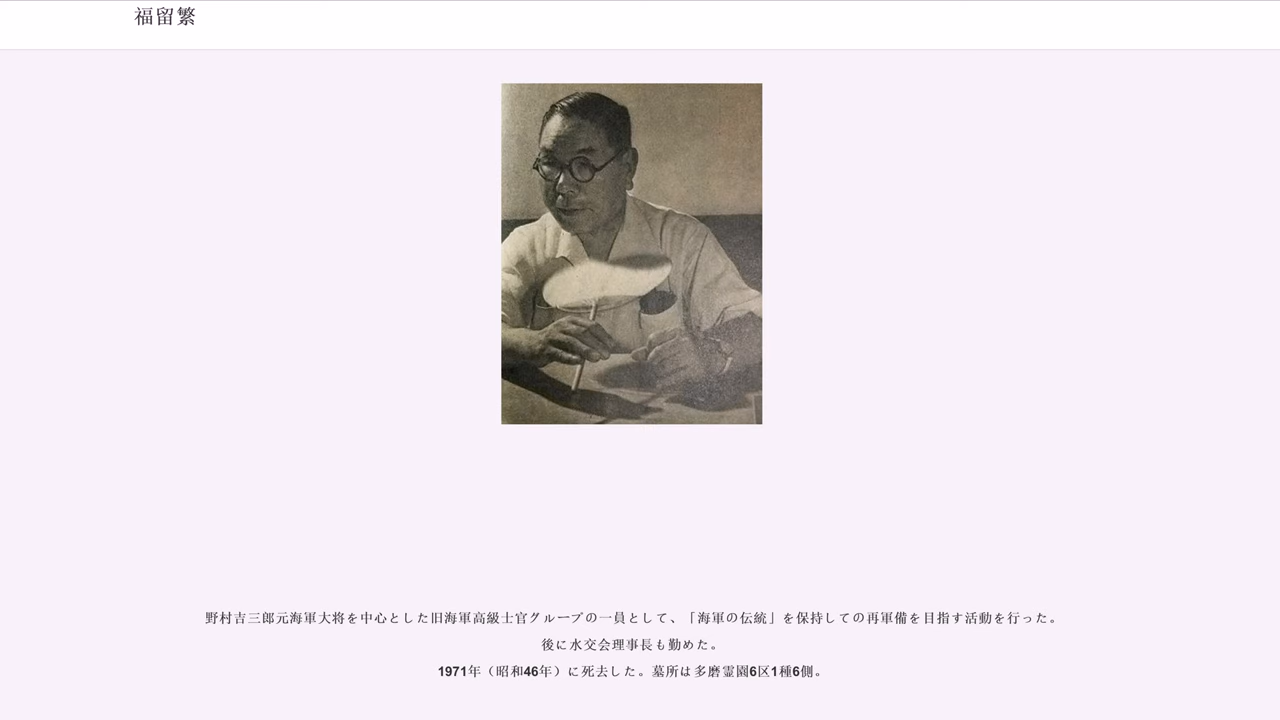 福留繁
野村吉三郎元海軍大将を中心とした旧海軍高級士官グループの一員として、「海軍の伝統」を保持しての再軍備を目指す活動を行った。
後に水交会理事長も勤めた。
1971年（昭和46年）に死去した。墓所は多磨霊園6区1種6側。